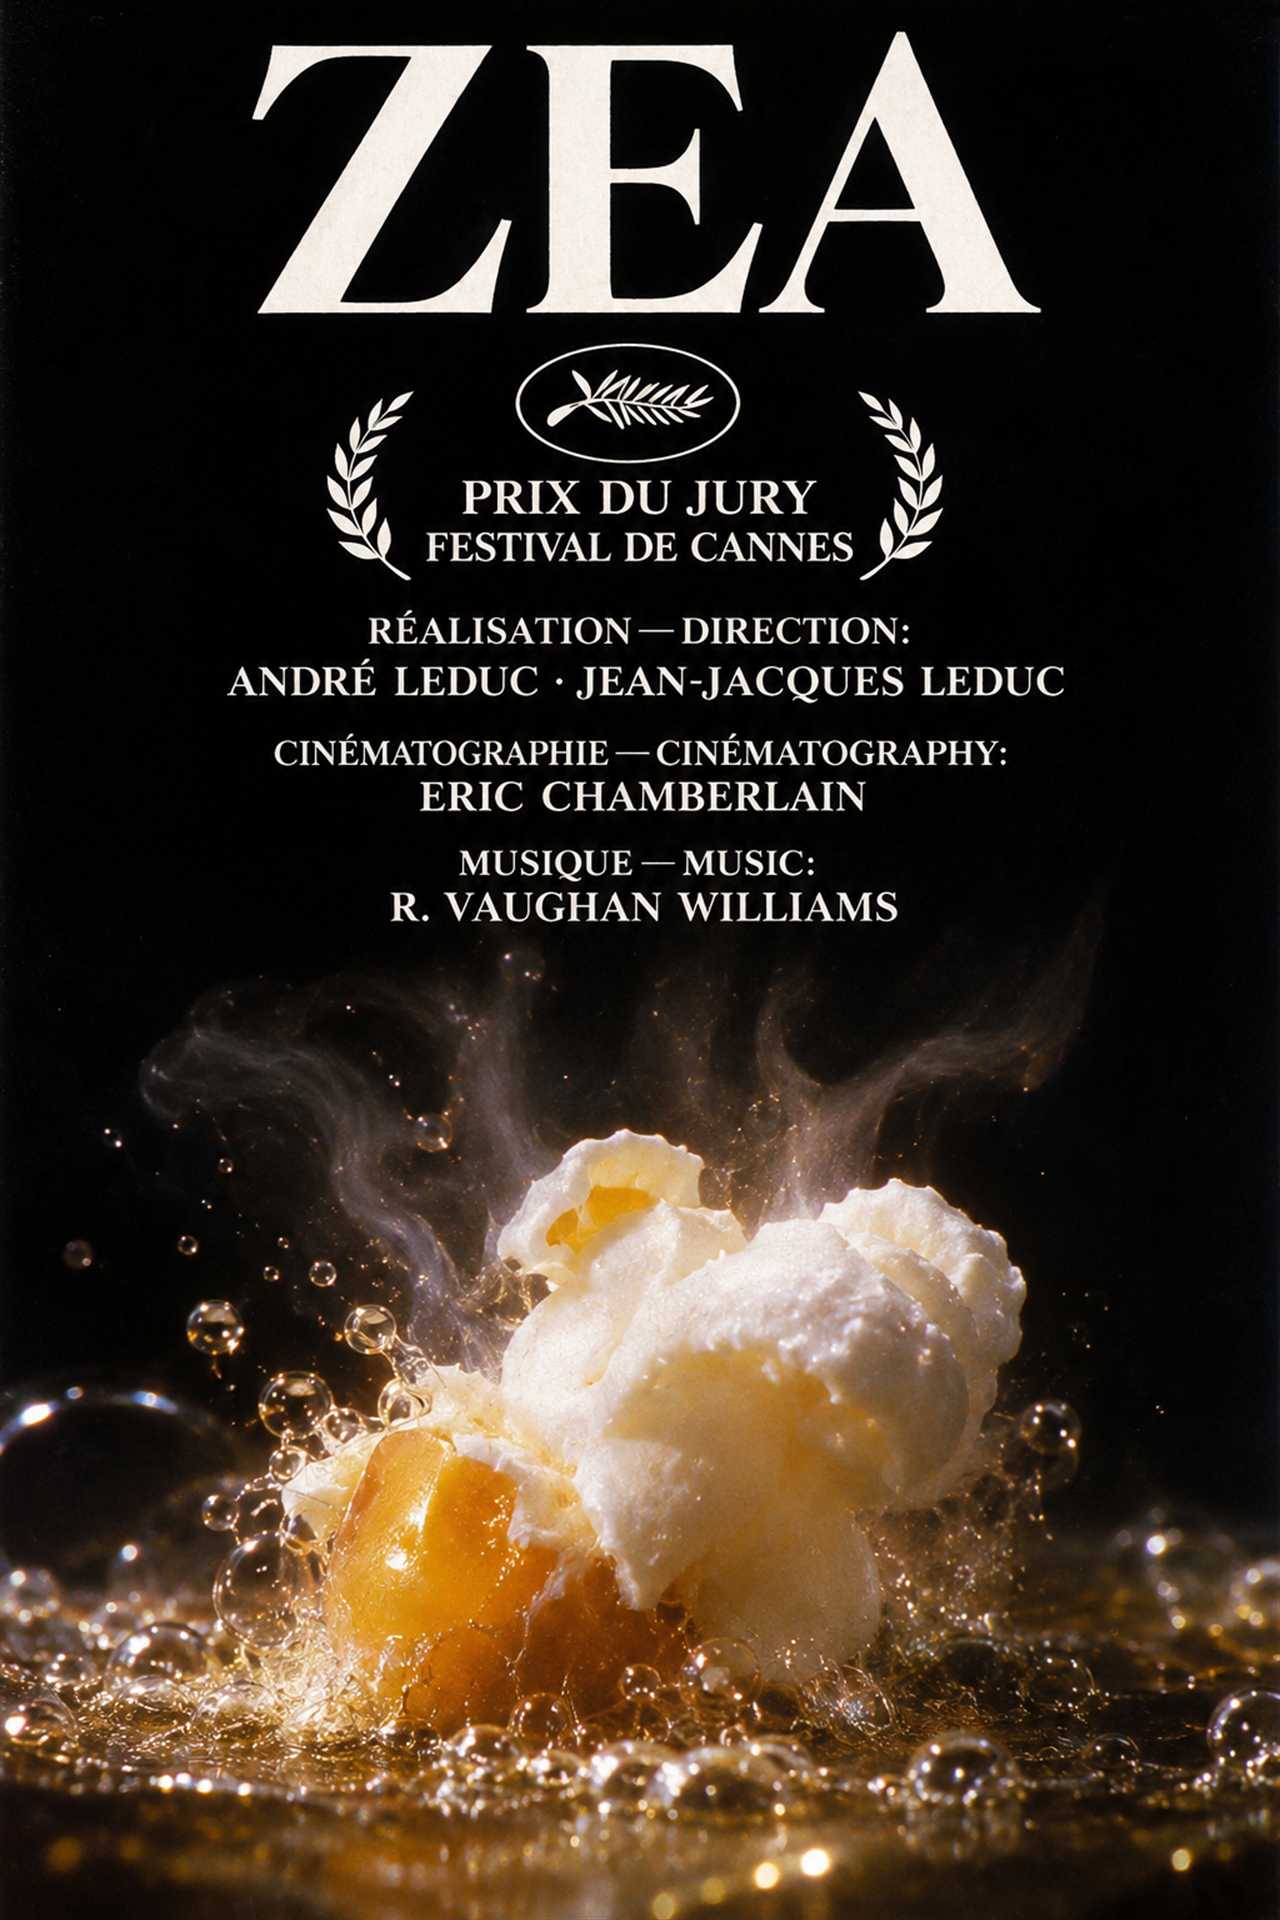 ZEA
PRIX DU JURY
FESTIVAL DE CANNES
RÉALISATION — DIRECTION:
ANDRÉ LEDUC · JEAN-JACQUES LEDUC
CINÉMATOGRAPHIE — CINÉMATOGRAPHY:
ERIC CHAMBERLAIN
MUSIQUE — MUSIC:
R. VAUGHAN WILLIAMS